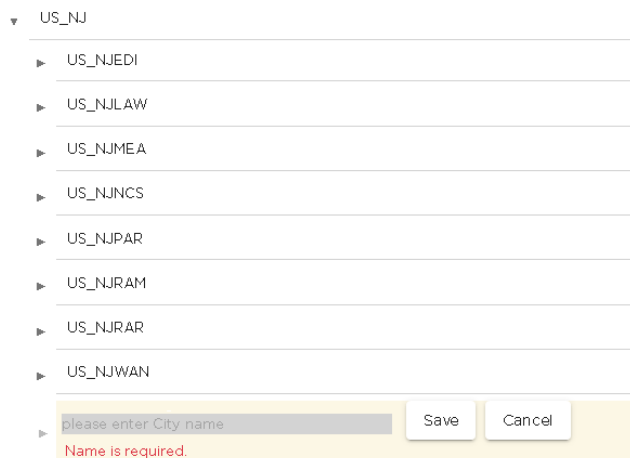 US_NJ
US_NJEDI
US_NJLAW
US_NJMEA
US_NJNCS
US_NJPAR
US_NJRAM
US_NJRAR
US_NJWAN
please enter City name Save Cancel
Name is required.